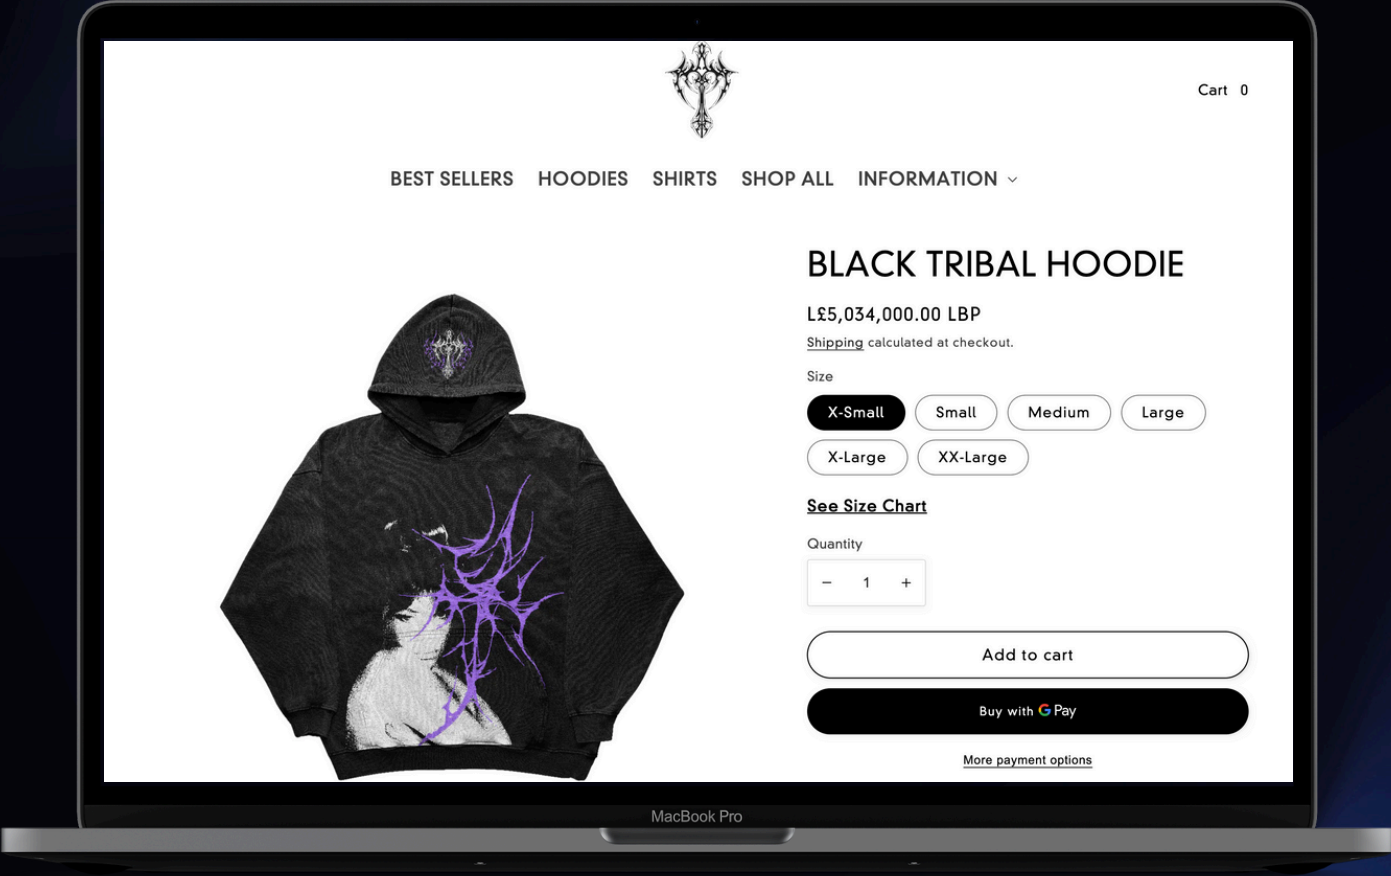 Cart 0
BEST SELLERS HOODIES SHIRTS SHOP ALL INFORMATION
BLACK TRIBAL HOODIE
L£5,034,000.00 LBP
Shipping calculated at checkout.
Size
X-Small Small Medium Large
X-Large XX-Large
See Size Chart
Quantity
− 1 +
Add to cart
Buy with G Pay
More payment options
MacBook Pro